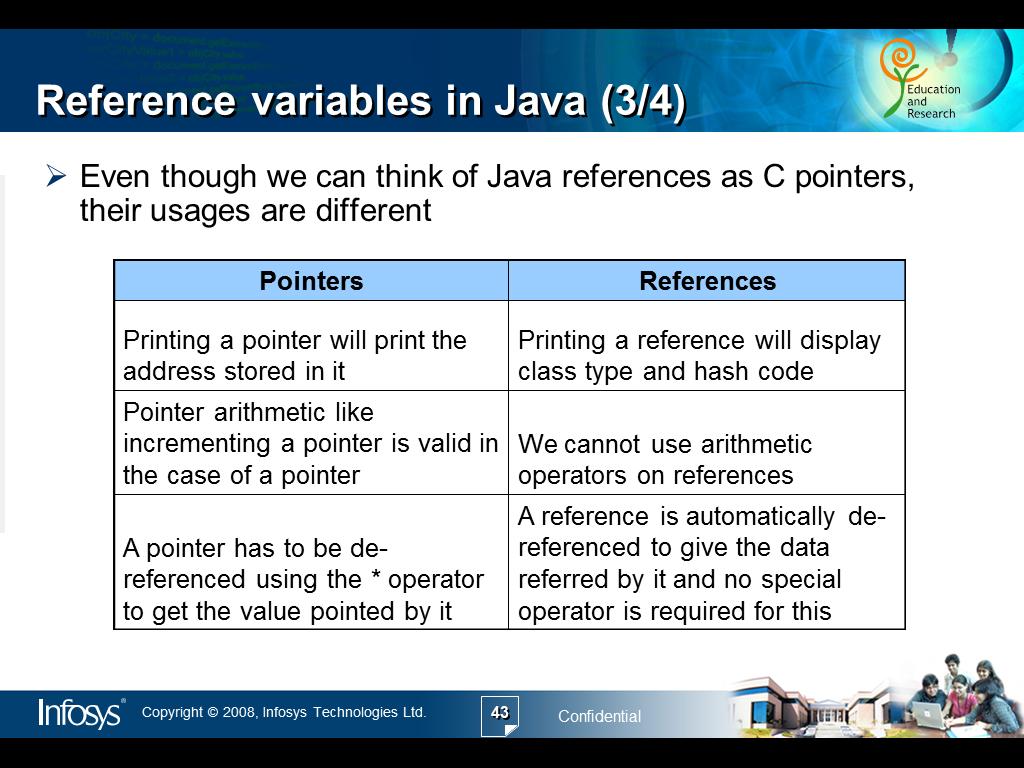 Reference variables in Java (3/4)
Education
and
Research
Even though we can think of Java references as C pointers,
their usages are different
Pointers
References
Printing a pointer will print the
address stored in it
Printing a reference will display
class type and hash code
Pointer arithmetic like
incrementing a pointer is valid in
the case of a pointer
We cannot use arithmetic
operators on references
A pointer has to be de-
referenced using the * operator
to get the value pointed by it
A reference is automatically de-
referenced to give the data
referred by it and no special
operator is required for this
Infosys®
Copyright © 2008, Infosys Technologies Ltd.
43
Confidential